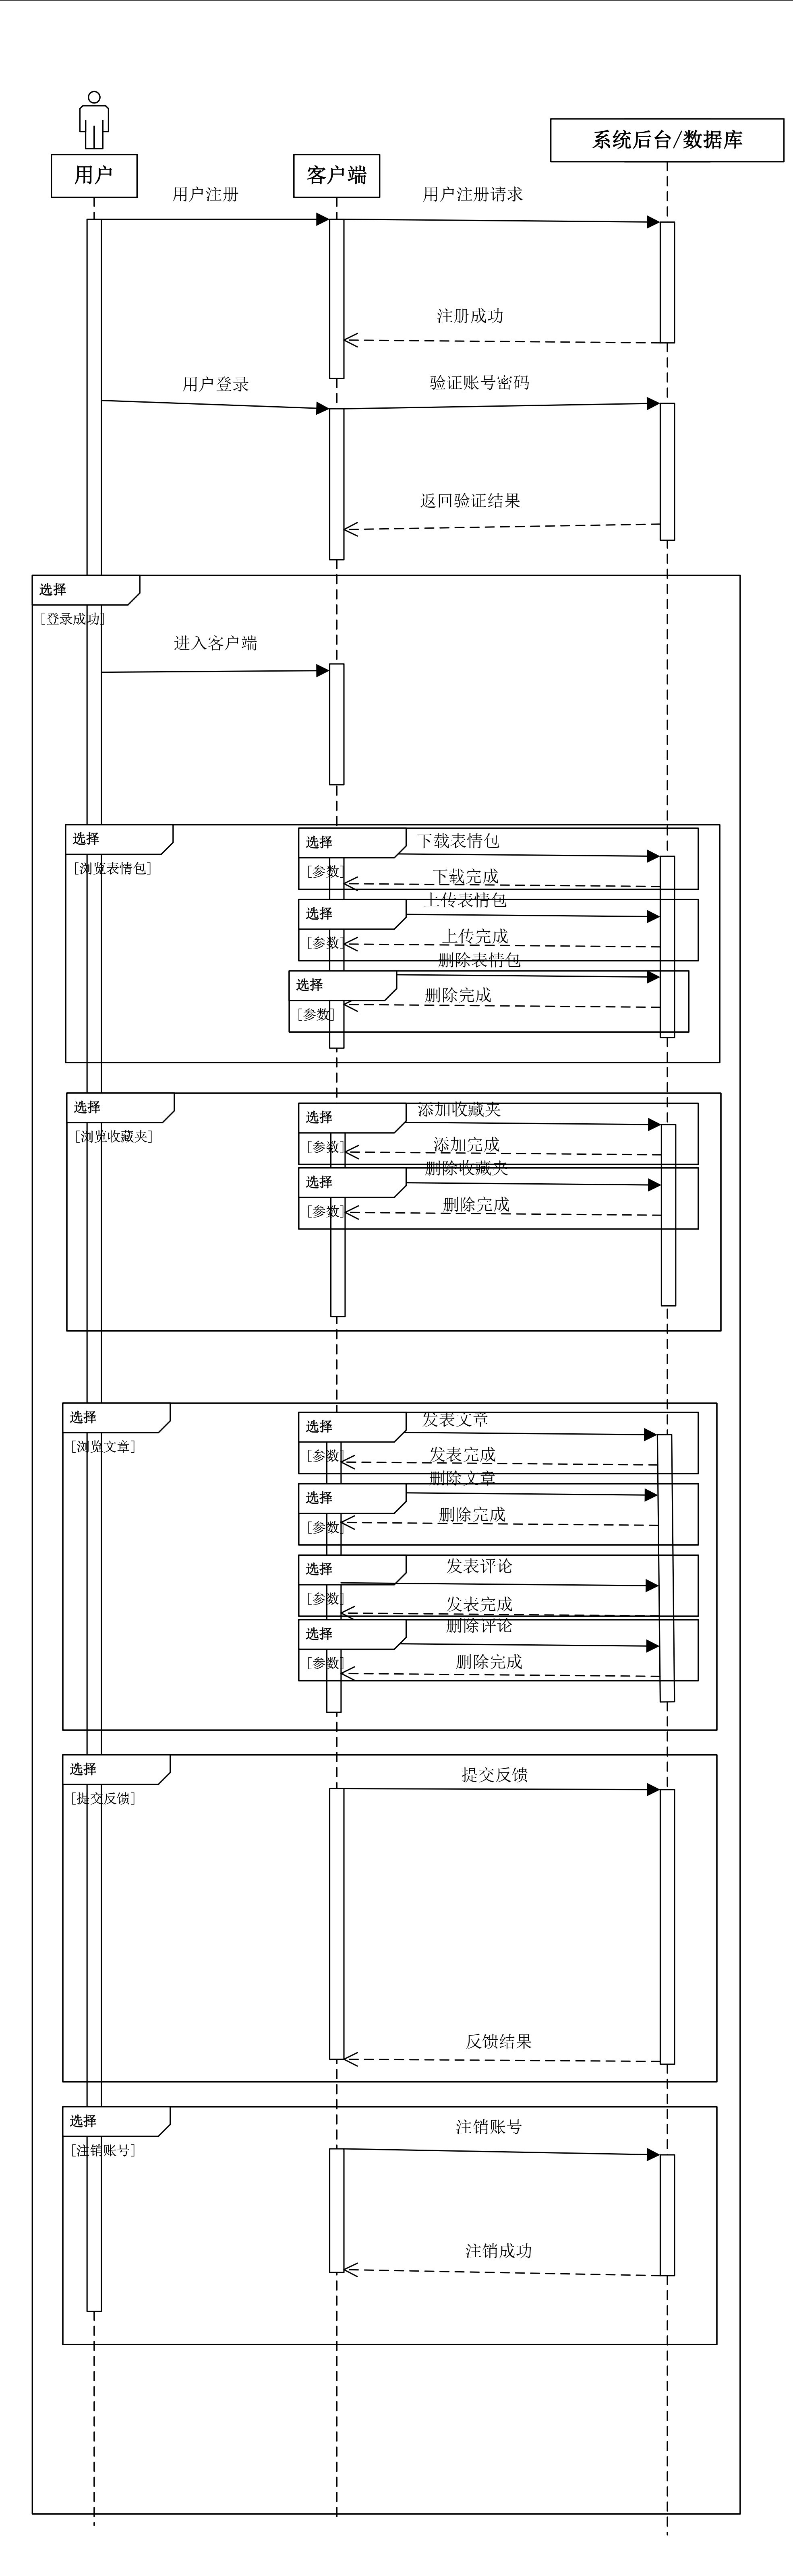 系统后台/数据库
用户
客户端
用户注册
用户注册请求
注册成功
用户登录
验证账号密码
返回验证结果
选择
[登录成功]
进入客户端
选择
[浏览表情包]
选择
[参数]
下载表情包
下载完成
选择
[参数]
上传表情包
上传完成
选择
[参数]
删除表情包
删除完成
选择
[浏览收藏夹]
选择
[参数]
添加收藏夹
添加完成
选择
[参数]
删除收藏夹
删除完成
选择
[浏览文章]
选择
[参数]
发表文章
发表完成
选择
[参数]
删除文章
删除完成
选择
[参数]
发表评论
发表完成
选择
[参数]
删除评论
删除完成
选择
[提交反馈]
提交反馈
反馈结果
选择
[注销账号]
注销账号
注销成功